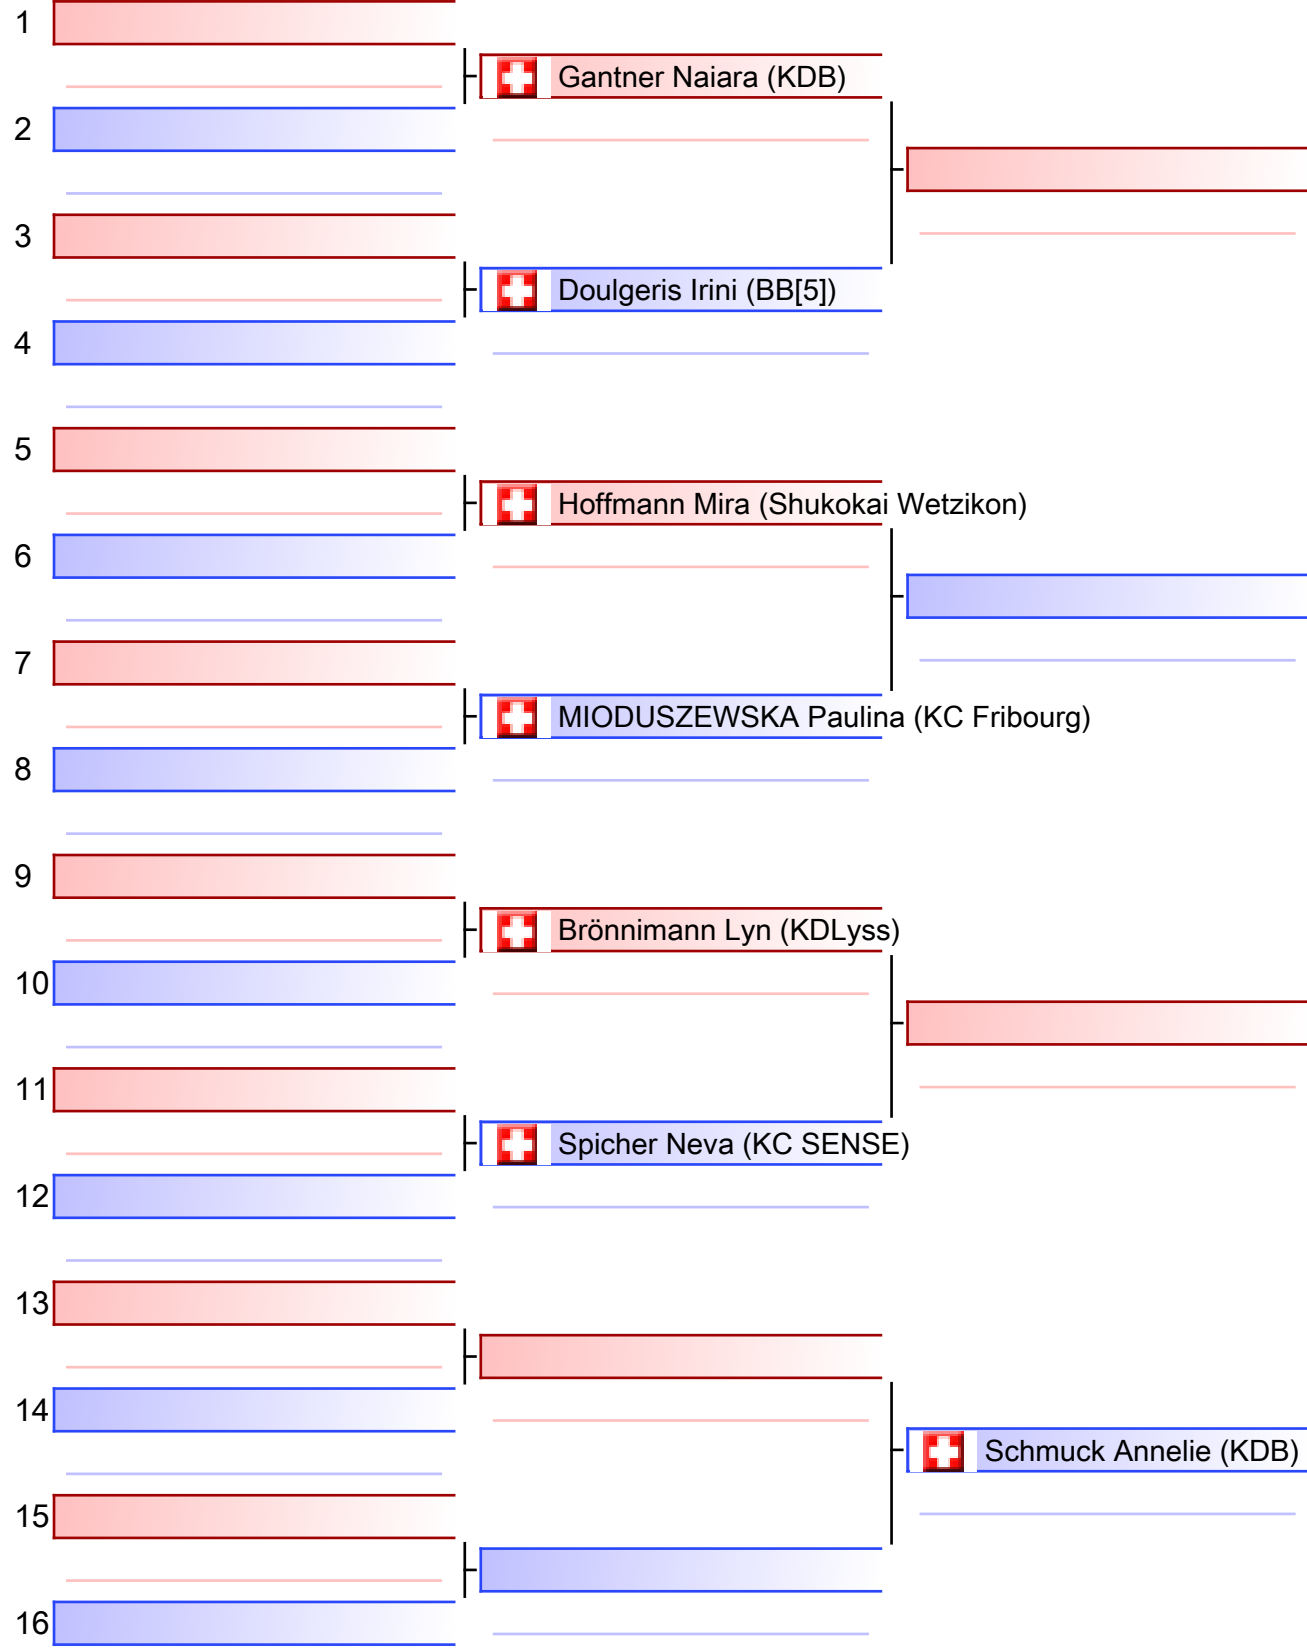 1
Gantner Naiara (KDB)
2
3
Doulgeris Irini (BB[5])
4
5
Hoffmann Mira (Shukokai Wetzikon)
6
7
MIODUSZEWSKA Paulina (KC Fribourg)
8
9
Brönnimann Lyn (KDLyss)
10
11
Spicher Neva (KC SENSE)
12
13
14
Schmuck Annelie (KDB)
15
16